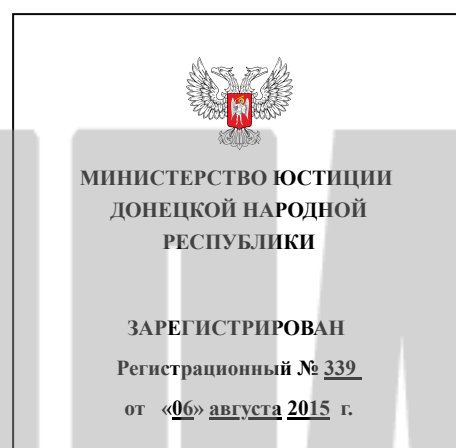 МИНИСТЕРСТВО ЮСТИЦИИ
ДОНЕЦКОЙ НАРОДНОЙ
РЕСПУБЛИКИ
ЗАРЕГИСТРИРОВАН
Регистрационный № 339
от «06» августа 2015 г.